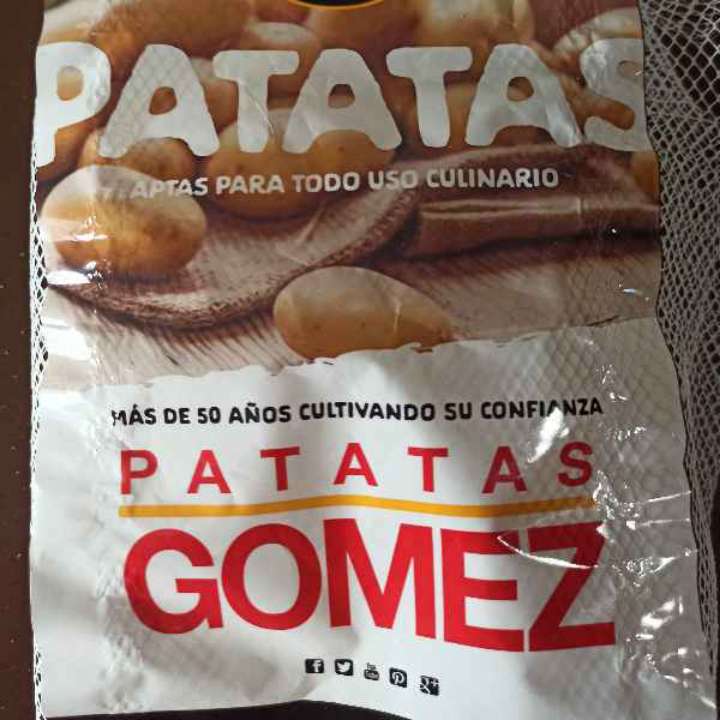 PATATAS
APTAS PARA TODO USO CULINARIO
MÁS DE 50 AÑOS CULTIVANDO SU CONFIANZA
PATATAS
GOMEZ